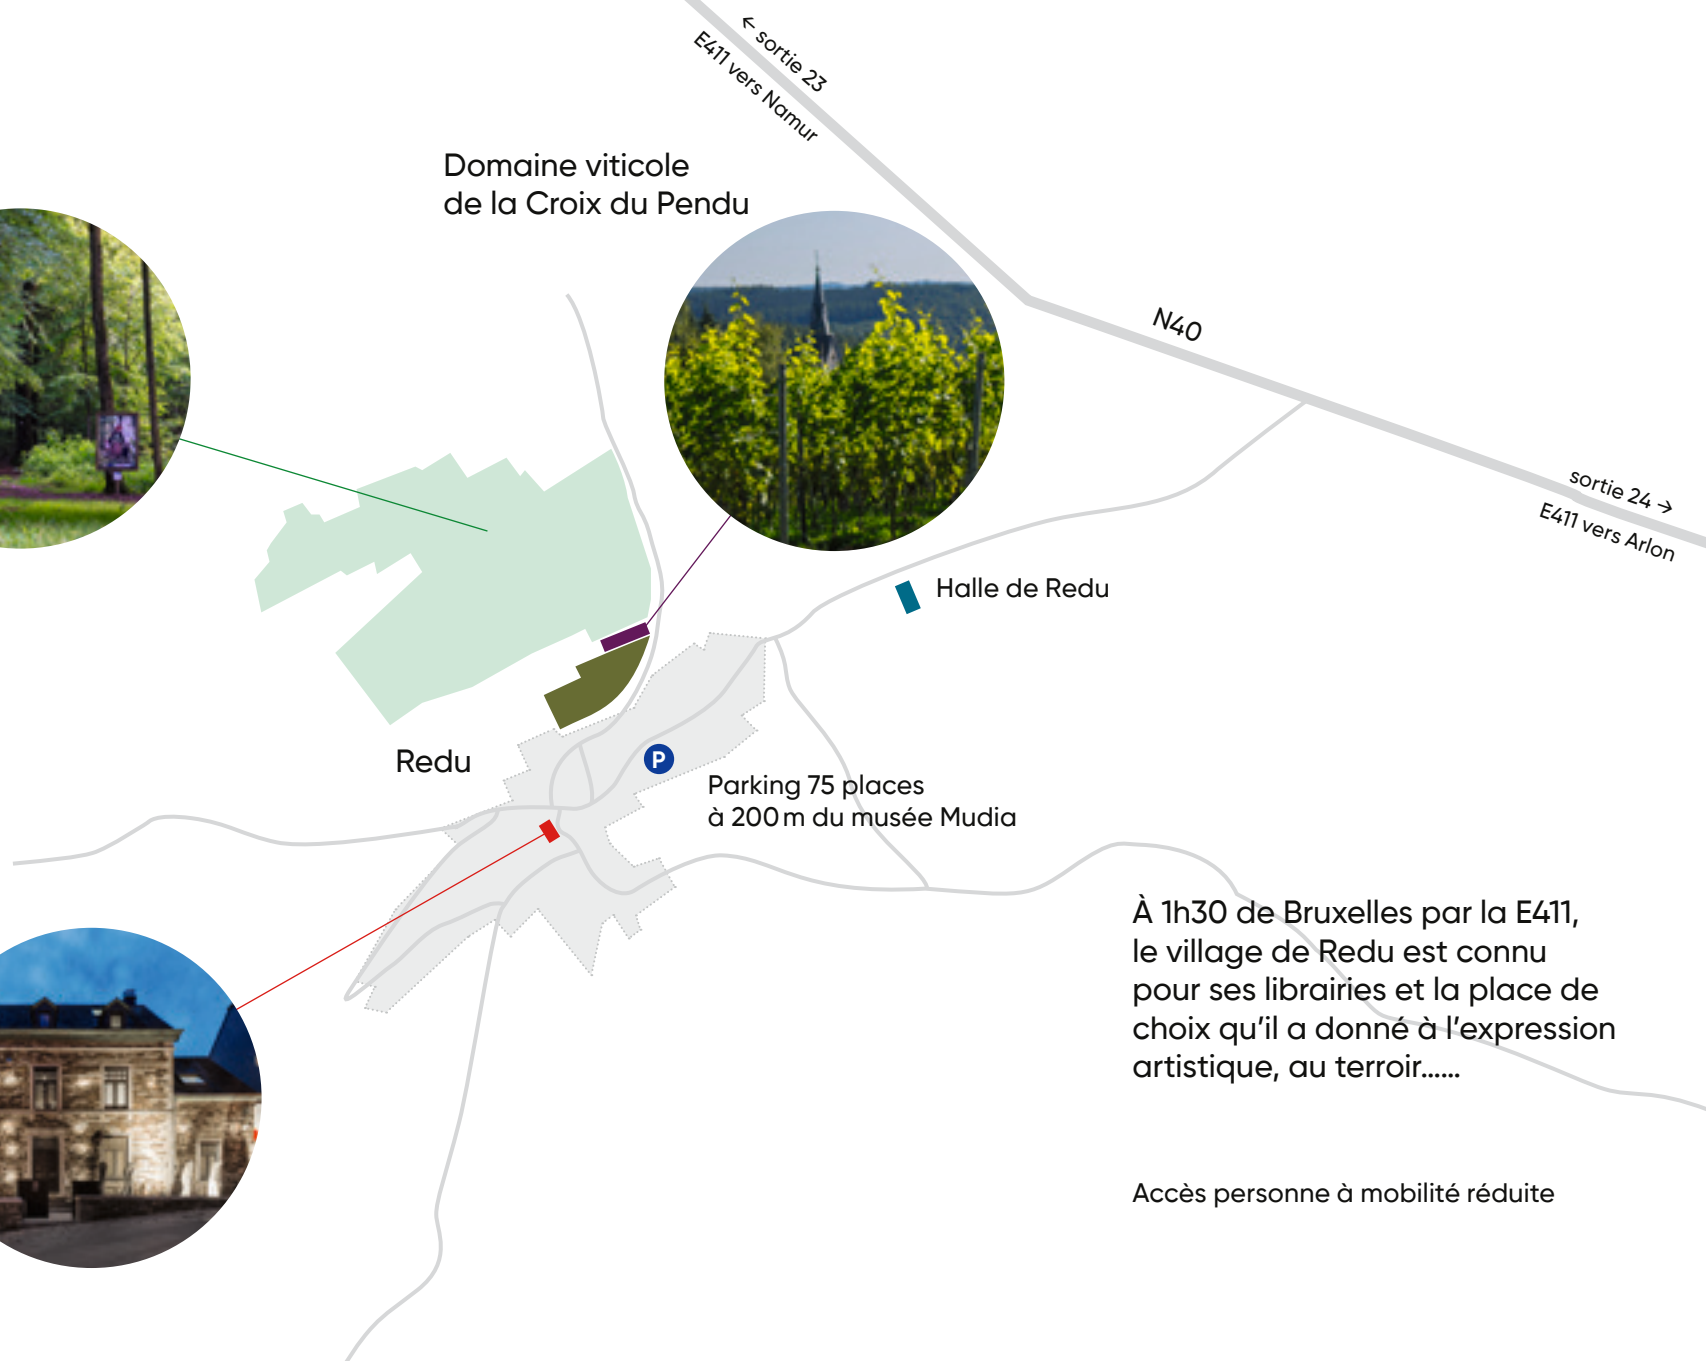 ← sortie 23
E411 vers Namur
Domaine viticole
de la Croix du Pendu
N40
sortie 24 →
E411 vers Arlon
Halle de Redu
Redu
P
Parking 75 places
à 200 m du musée Mudia
À 1h30 de Bruxelles par la E411,
le village de Redu est connu
pour ses librairies et la place de
choix qu’il a donné à l’expression
artistique, au terroir......
Accès personne à mobilité réduite